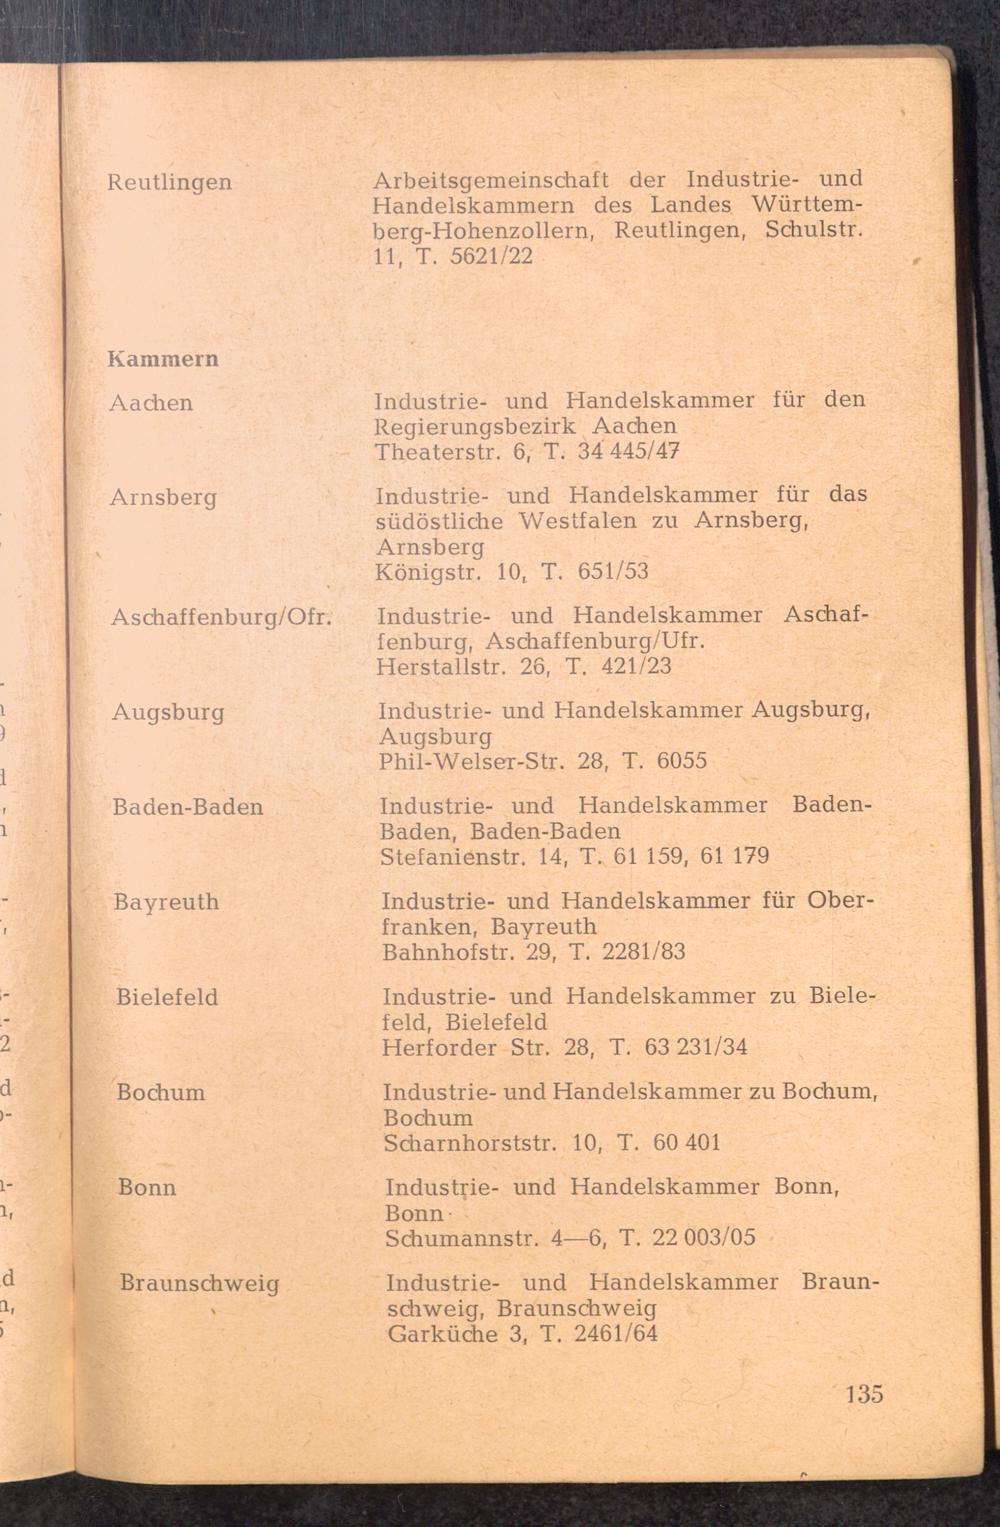 Reutlingen Arbeitsgemeinschaft der Industrie- und
Handelskammern des Landes Württem-
berg-Hohenzollern, Reutlingen, Schulstr.
11, T. 5621/22
Kammern
Aachen Industrie- und Handelskammer für den
Regierungsbezirk Aachen
Theaterstr. 6, T. 34 445/47
Arnsberg Industrie- und Handelskammer für das
südöstliche Westfalen zu Arnsberg,
Arnsberg
Königstr. 10, T. 651/53
Aschaffenburg/Ofr. Industrie- und Handelskammer Aschaf-
fenburg, Aschaffenburg/Ufr.
Herstallstr. 26, T. 421/23
Augsburg Industrie- und Handelskammer Augsburg,
Augsburg
Phil-Welser-Str. 28, T. 6055
Baden-Baden Industrie- und Handelskammer Baden-
Baden, Baden-Baden
Stefanienstr. 14, T. 61 159, 61 179
Bayreuth Industrie- und Handelskammer für Ober-
franken, Bayreuth
Bahnhofstr. 29, T. 2281/83
Bielefeld Industrie- und Handelskammer zu Biele-
feld, Bielefeld
Herforder Str. 28, T. 63 231/34
Bochum Industrie- und Handelskammer zu Bochum,
Bochum
Scharnhorststr. 10, T. 60 401
Bonn Industrie- und Handelskammer Bonn,
Bonn
Schumannstr. 4—6, T. 22 003/05
Braunschweig Industrie- und Handelskammer Braun-
schweig, Braunschweig
Garküche 3, T. 2461/64
135